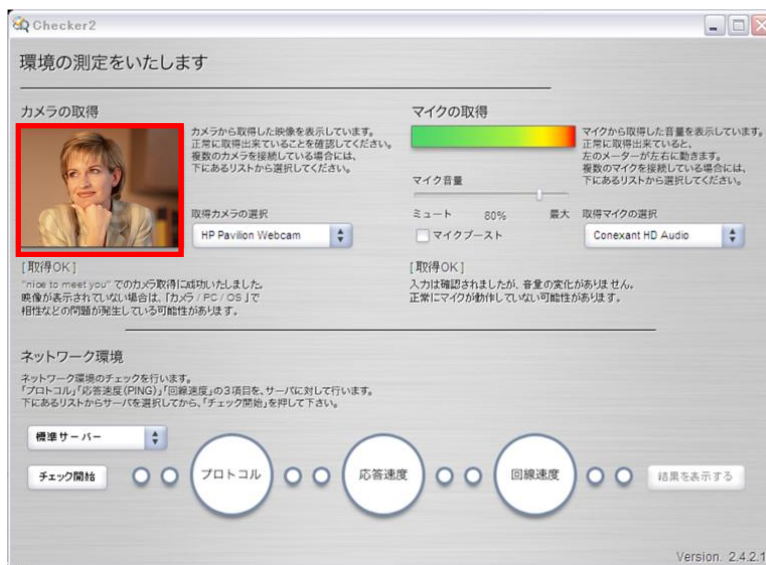 Checker2
環境の測定をいたします
カメラの取得
カメラから取得した映像を表示しています。
正常に取得出来ていることを確認してください。
複数のカメラを接続している場合には、
下にあるリストから選択してください。
取得カメラの選択
HP Pavilion Webcam
[取得OK]
"nice to meet you" でのカメラ取得に成功いたしました。
映像が表示されていない場合は、「カメラ / PC / OS 」で
相性などの問題が発生している可能性があります。
マイクの取得
マイクから取得した音量を表示しています。
正常に取得出来ていると、
左のメーターが左右に動きます。
複数のマイクを接続している場合には、
下にあるリストから選択してください。
マイク音量
ミュート 80% 最大
マイクブースト
取得マイクの選択
Conexant HD Audio
[取得OK]
入力は確認されましたが、音量の変化がありません。
正常にマイクが動作していない可能性があります。
ネットワーク環境
ネットワーク環境のチェックを行います。
「プロトコル」「応答速度(PING)」「回線速度」の3項目を、サーバに対して行います。
下にあるリストからサーバを選択してから、「チェック開始」を押して下さい。
標準サーバー
チェック開始
プロトコル
応答速度
回線速度
結果を表示する
Version. 2.4.2.1